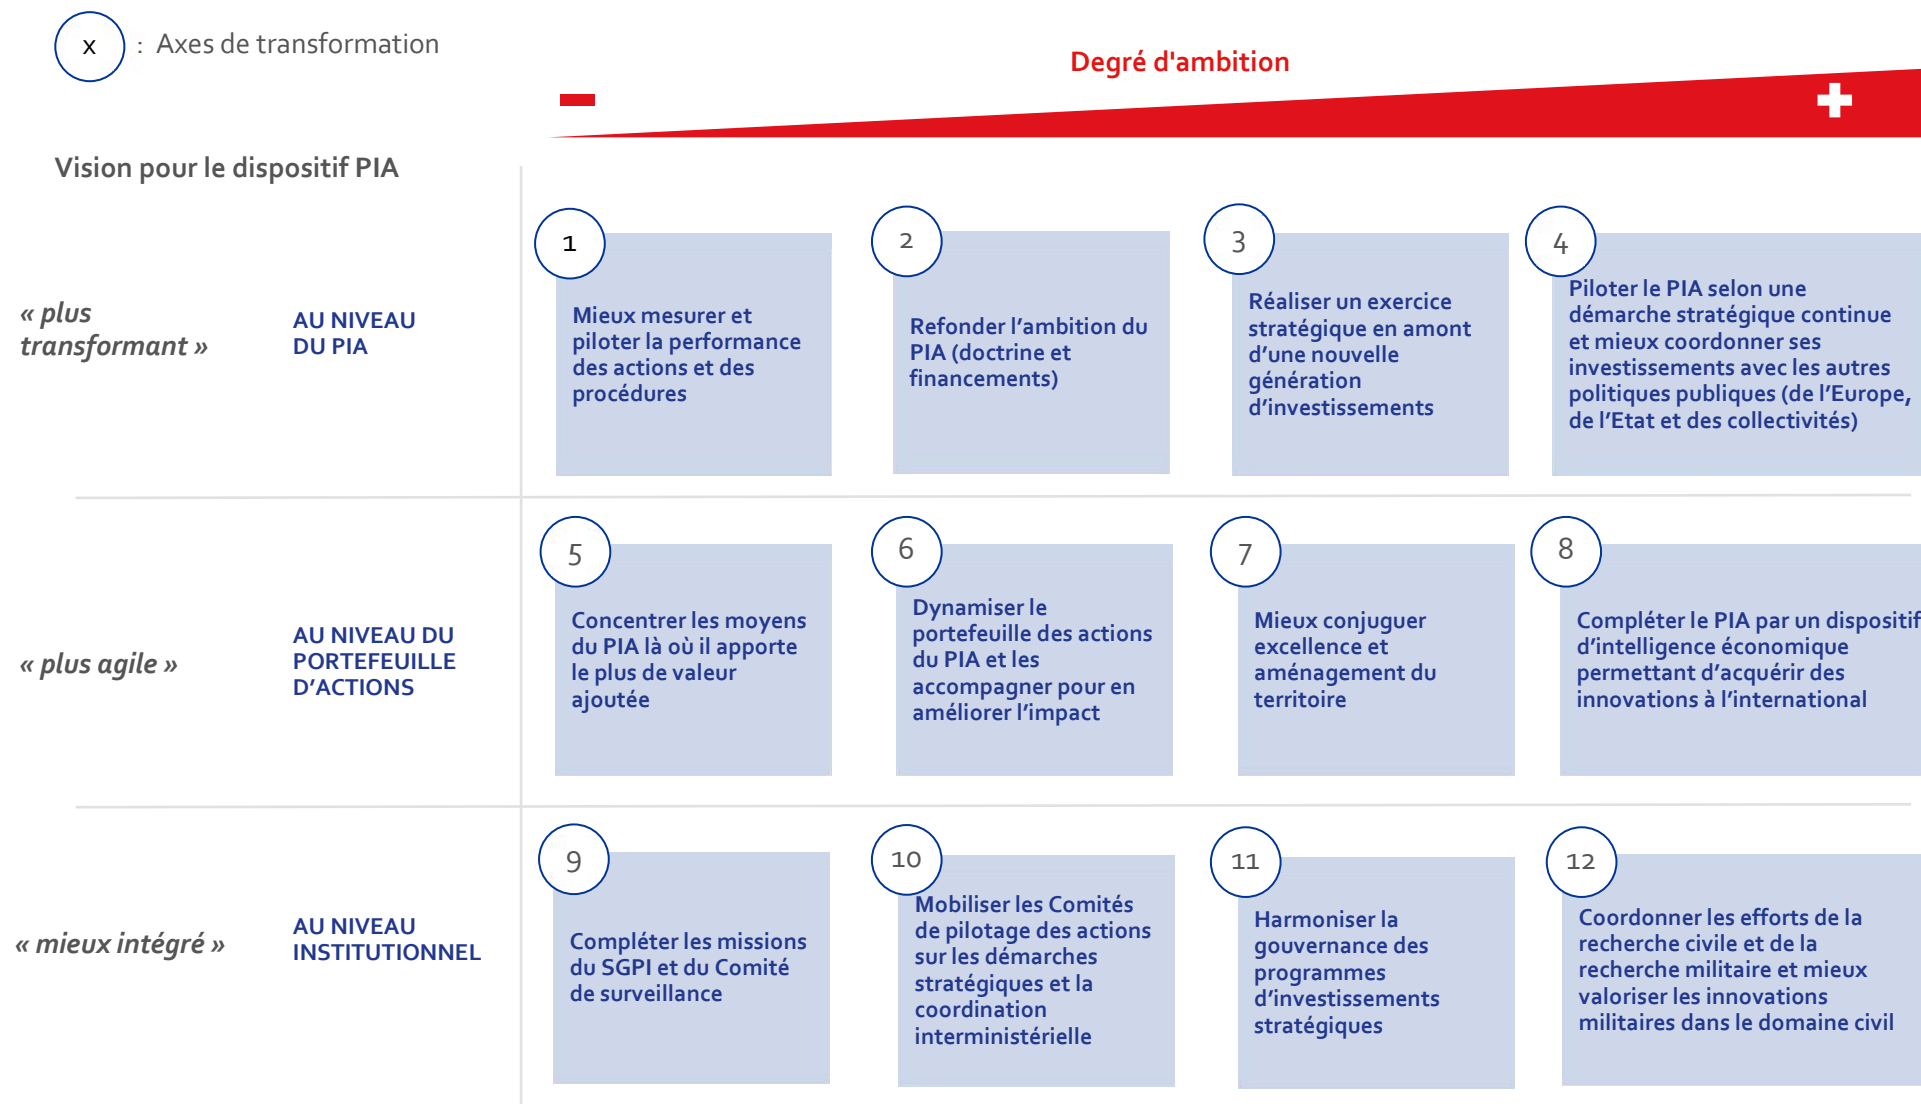 x : Axes de transformation
Degré d'ambition
Vision pour le dispositif PIA
« plus
transformant »
AU NIVEAU
DU PIA
1
Mieux mesurer et
piloter la performance
des actions et des
procédures
2
Refonder l’ambition du
PIA (doctrine et
financements)
3
Réaliser un exercice
stratégique en amont
d’une nouvelle
génération
d’investissements
4
Piloter le PIA selon une
démarche stratégique continue
et mieux coordonner ses
investissements avec les autres
politiques publiques (de l’Europe,
de l’Etat et des collectivités)
« plus agile »
AU NIVEAU DU
PORTEFEUILLE
D’ACTIONS
5
Concentrer les moyens
du PIA là où il apporte
le plus de valeur
ajoutée
6
Dynamiser le
portefeuille des actions
du PIA et les
accompagner pour en
améliorer l’impact
7
Mieux conjuguer
excellence et
aménagement du
territoire
8
Compléter le PIA par un dispositif
d’intelligence économique
permettant d’acquérir des
innovations à l’international
« mieux intégré »
AU NIVEAU
INSTITUTIONNEL
9
Compléter les missions
du SGPI et du Comité
de surveillance
10
Mobiliser les Comités
de pilotage des actions
sur les démarches
stratégiques et la
coordination
interministérielle
11
Harmoniser la
gouvernance des
programmes
d’investissements
stratégiques
12
Coordonner les efforts de la
recherche civile et de la
recherche militaire et mieux
valoriser les innovations
militaires dans le domaine civil